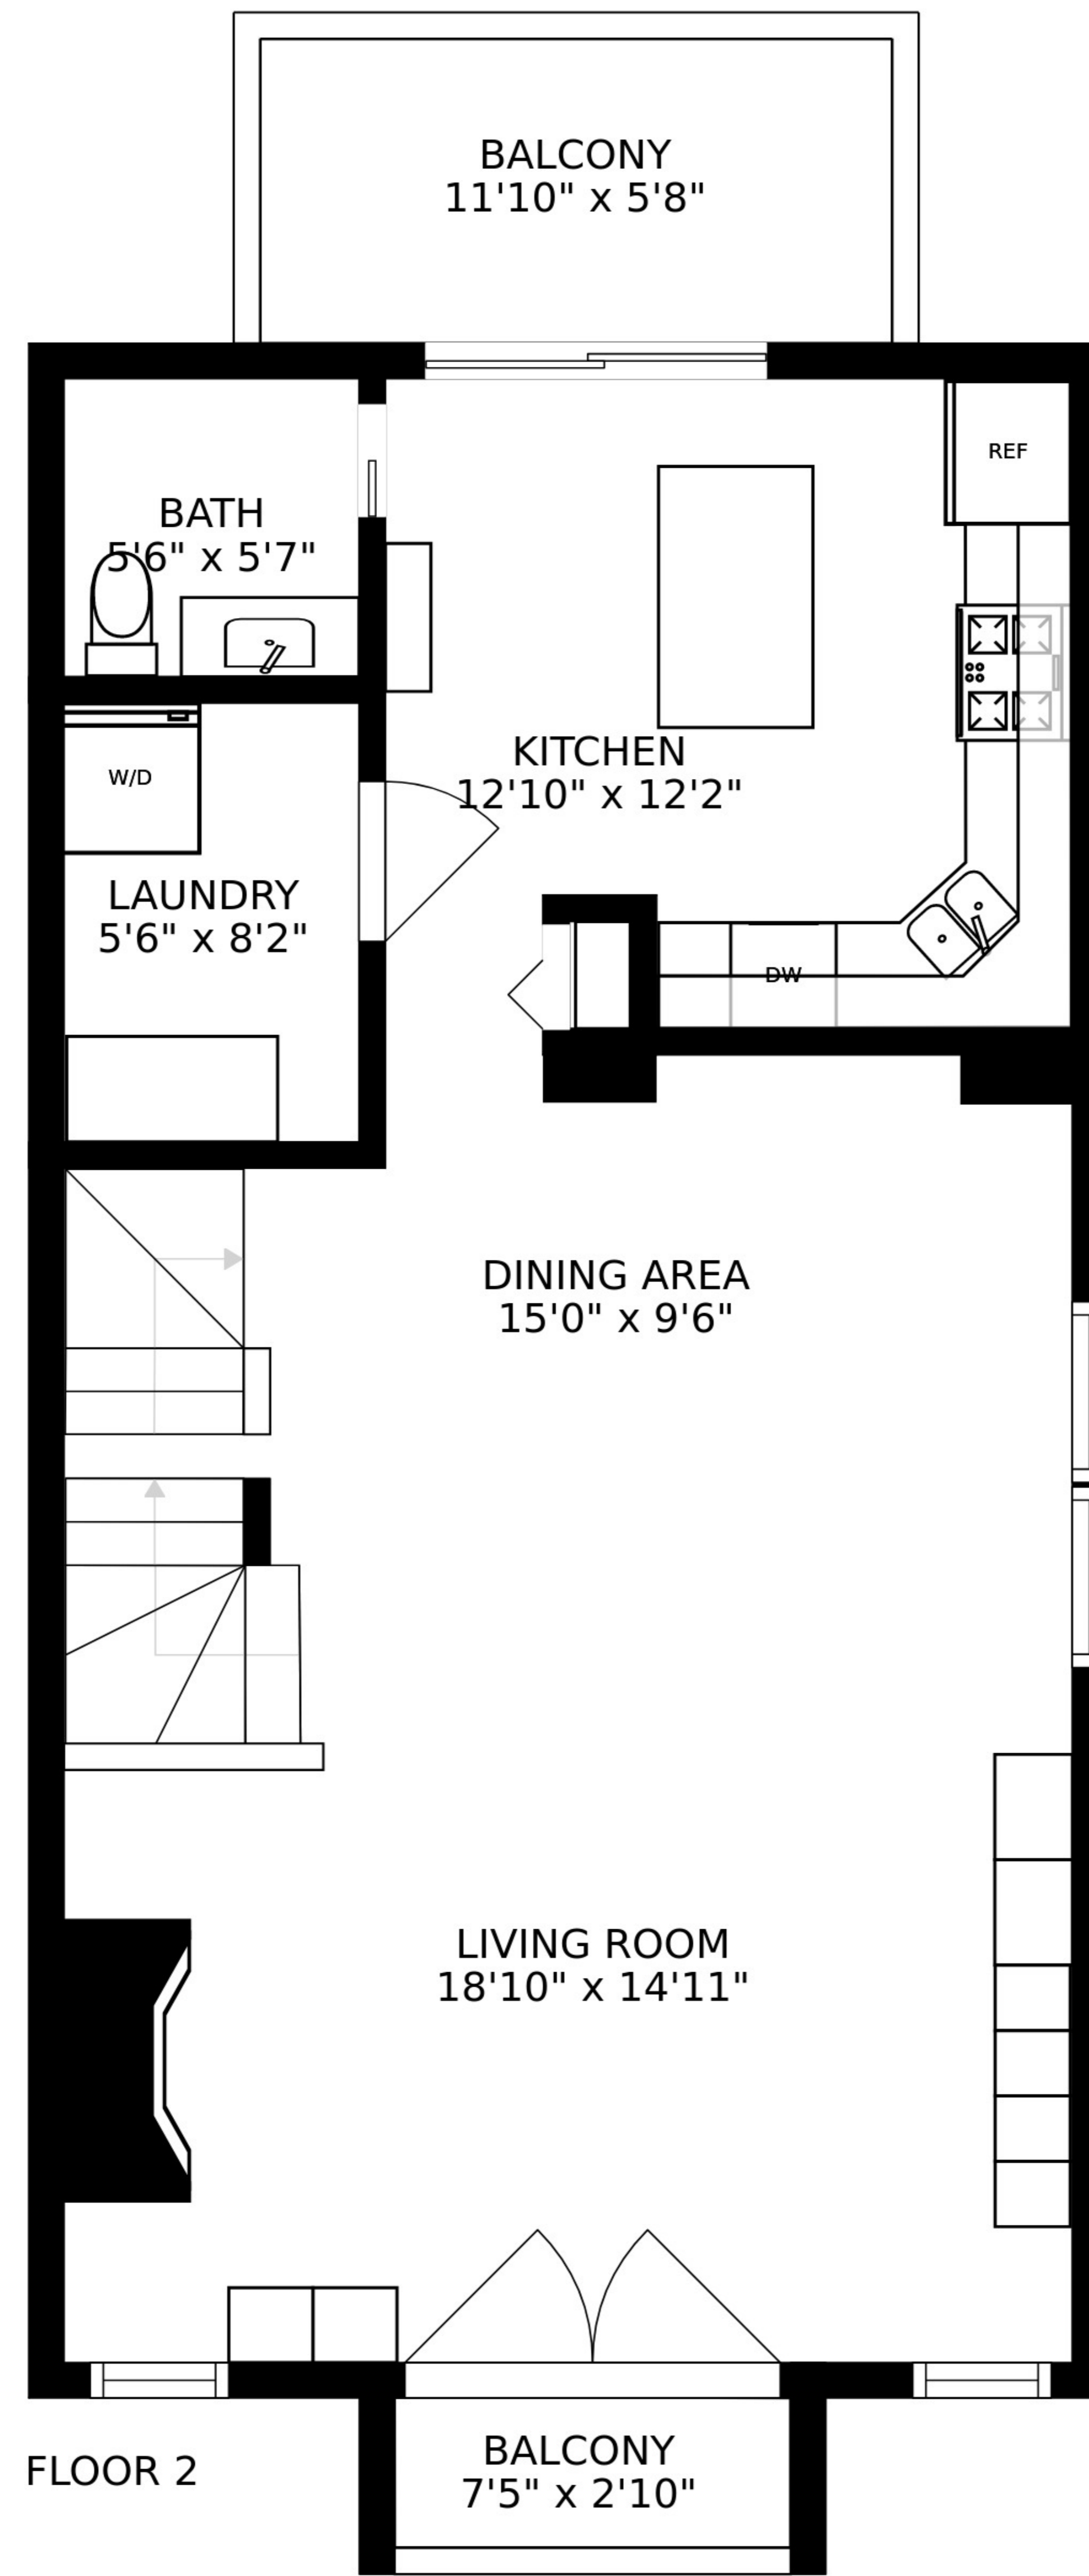 BALCONY
11'10" x 5'8"
REF
BATH
5'6" x 5'7"
KITCHEN
12'10" x 12'2"
W/D
LAUNDRY
5'6" x 8'2"
DW
DINING AREA
15'0" x 9'6"
LIVING ROOM
18'10" x 14'11"
BALCONY
7'5" x 2'10"
FLOOR 2